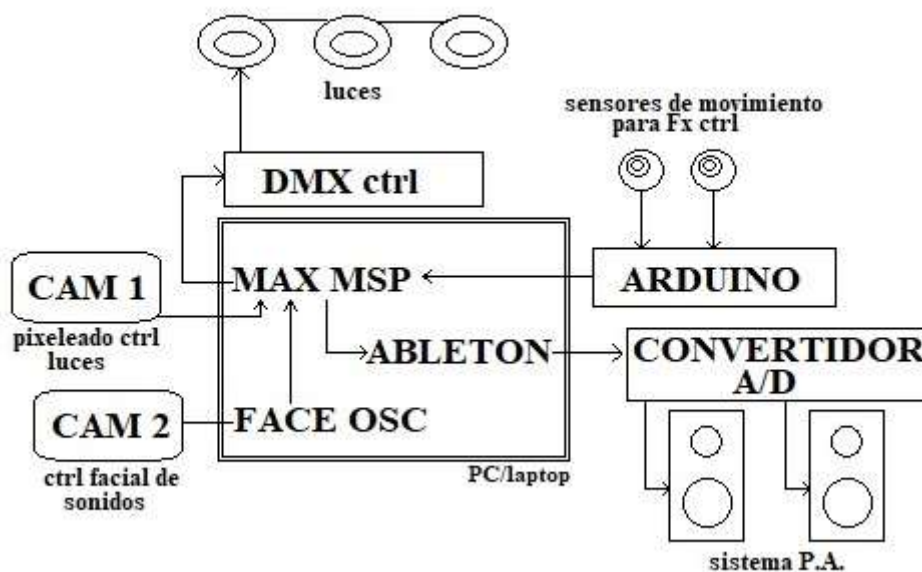 luces
sensores de movimiento
para Fx ctrl
DMX ctrl
CAM 1
pixeleado ctrl
luces
MAX MSP
ARDUINO
ABLETON
CONVERTIDOR
A/D
CAM 2
ctrl facial de
sonidos
FACE OSC
PC/laptop
sistema P.A.